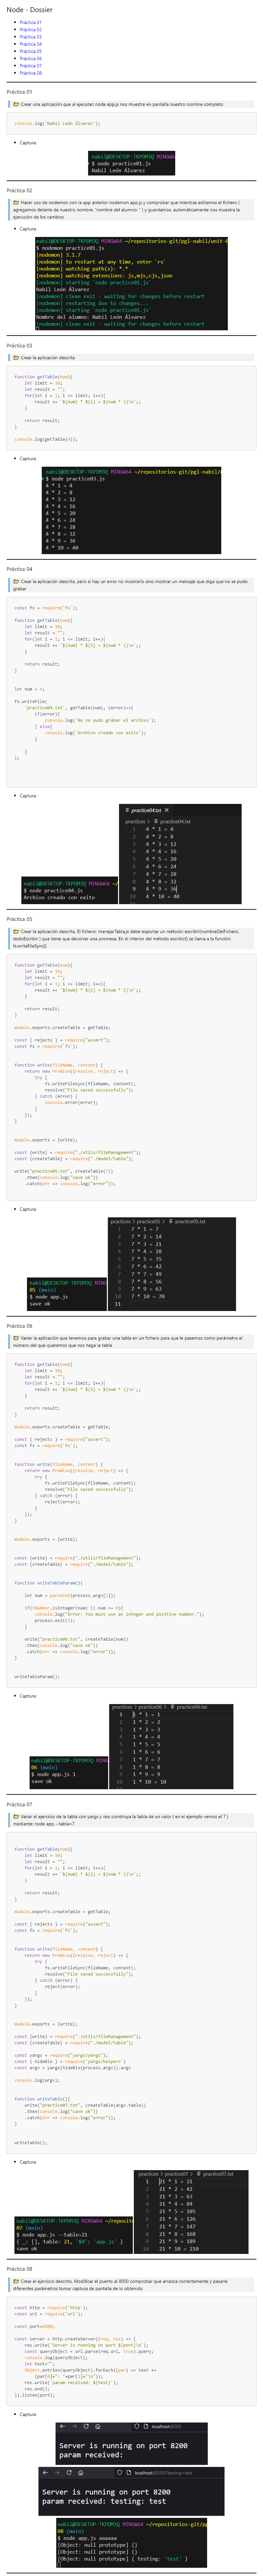 Node - Dossier
Práctica 01
Práctica 02
Práctica 03
Práctica 04
Práctica 05
Práctica 06
Práctica 07
Práctica 08
Práctica 01
Crear una aplicación que al ejecutar: node app.js nos muestre en pantalla nuestro nombre completo
console.log('Nabil León Álvarez');
Captura:
nabil@DESKTOP-TKPDM3Q MINGW64
$ node practice01.js
Nabil León Álvarez
Práctica 02
Hacer uso de nodemon con la app anterior nodemon app.js y comprobar que mientras editamos el fichero (
agregamos delante de nuestro nombre: "nombre del alumno: " ) y guardamos, automáticamente nos muestra la
ejecución de los cambios
Captura:
nabil@DESKTOP-TKPDM3Q MINGW64 ~/repositorios-git/pgl-nabil/unit-
$ nodemon practice01.js
[nodemon] 3.1.7
[nodemon] to restart at any time, enter `rs`
[nodemon] watching path(s): *.*
[nodemon] watching extensions: js,mjs,cjs,json
[nodemon] starting `node practice01.js`
Nabil León Álvarez
[nodemon] clean exit - waiting for changes before restart
[nodemon] restarting due to changes...
[nodemon] starting `node practice01.js`
Nombre del alumno: Nabil León Álvarez
[nodemon] clean exit - waiting for changes before restart
Práctica 03
Crear la aplicación descrita
function getTable(num){
let limit = 10;
let result = "";
for(let i = 1; i <= limit; i++){
result += `${num} * ${i} = ${num * i}\n`;
}
return result;
}
console.log(getTable(4));
Captura:
nabil@DESKTOP-TKPDM3Q MINGW64 ~/repositorios-git/pgl-nabil/
$ node practice03.js
4 * 1 = 4
4 * 2 = 8
4 * 3 = 12
4 * 4 = 16
4 * 5 = 20
4 * 6 = 24
4 * 7 = 28
4 * 8 = 32
4 * 9 = 36
4 * 10 = 40
Práctica 04
Crear la aplicación descrita, pero si hay un error no mostrarlo sino mostrar un mensaje que diga que no se pudo
grabar
const fs = require('fs');
function getTable(num){
let limit = 10;
let result = "";
for(let i = 1; i <= limit; i++){
result += `${num} * ${i} = ${num * i}\n`;
}
return result;
}
let num = 4;
fs.writeFile(
'practice04.txt', getTable(num), (error)=>{
if(error){
console.log('No se pudo grabar el archivo');
} else{
console.log('Archivo creado con exito');
}
}
);
Captura:
nabil@DESKTOP-TKPDM3Q MINGW64 ~/
$ node practice04.js
Archivo creado con exito
practice04.txt
practices > practice04.txt
1 4 * 1 = 4
2 4 * 2 = 8
3 4 * 3 = 12
4 4 * 4 = 16
5 4 * 5 = 20
6 4 * 6 = 24
7 4 * 7 = 28
8 4 * 8 = 32
9 4 * 9 = 36
10 4 * 10 = 40
Práctica 05
Crear la aplicación descrita. El fichero: manejarTabla.js debe exportar un método: escribir(nombreDelFichero,
textoEscribir ) que tiene que devolver una promesa. En el interior del método escribir() se llama a la función:
fs.writeFileSync()
function getTable(num){
let limit = 10;
let result = "";
for(let i = 1; i <= limit; i++){
result += `${num} * ${i} = ${num * i}\n`;
}
return result;
}
module.exports.createTable = getTable;
const { rejects } = require("assert");
const fs = require('fs');
function write(fileName, content) {
return new Promise((resolve, reject) => {
try {
fs.writeFileSync(fileName, content);
resolve("File saved successfully");
} catch (error) {
console.error(error);
}
});
}
module.exports = {write};
const {write} = require("./utils/fileManagement");
const {createTable} = require("./model/table");
write("practice05.txt", createTable(7))
.then(console.log("save ok"))
.catch(err => console.log("error"));
Captura:
nabil@DESKTOP-TKPDM3Q MING
05 (main)
$ node app.js
save ok
practices > practice05 > practice05.txt
1 7 * 1 = 7
2 7 * 2 = 14
3 7 * 3 = 21
4 7 * 4 = 28
5 7 * 5 = 35
6 7 * 6 = 42
7 7 * 7 = 49
8 7 * 8 = 56
9 7 * 9 = 63
10 7 * 10 = 70
11
Práctica 06
Variar la aplicación que tenemos para grabar una tabla en un fichero para que le pasemos como parámetro el
número del que queremos que nos haga la tabla
function getTable(num){
let limit = 10;
let result = "";
for(let i = 1; i <= limit; i++){
result += `${num} * ${i} = ${num * i}\n`;
}
return result;
}
module.exports.createTable = getTable;
const { rejects } = require("assert");
const fs = require('fs');
function write(fileName, content) {
return new Promise((resolve, reject) => {
try {
fs.writeFileSync(fileName, content);
resolve("File saved successfully");
} catch (error) {
reject(error);
}
});
}
module.exports = {write};
const {write} = require("./utils/fileManagement");
const {createTable} = require("./model/table");
function writeTableParam(){
let num = parseInt(process.argv[2]);
if(!Number.isInteger(num) || num <= 0){
console.log("Error: You must use an integer and positive number.");
process.exit(1);
}
write("practice06.txt", createTable(num))
.then(console.log("save ok"))
.catch(err => console.log("error"));
}
writeTableParam();
Captura:
nabil@DESKTOP-TKPDM3Q MING
06 (main)
$ node app.js 1
save ok
practices > practice06 > practice06.txt
1 1 * 1 = 1
2 1 * 2 = 2
3 1 * 3 = 3
4 1 * 4 = 4
5 1 * 5 = 5
6 1 * 6 = 6
7 1 * 7 = 7
8 1 * 8 = 8
9 1 * 9 = 9
10 1 * 10 = 10
Práctica 07
Variar el ejercicio de la tabla con yargs y nos construya la tabla de un valor ( en el ejemplo vemos el 7 )
mediante: node app --tabla=7
function getTable(num){
let limit = 10;
let result = "";
for(let i = 1; i <= limit; i++){
result += `${num} * ${i} = ${num * i}\n`;
}
return result;
}
module.exports.createTable = getTable;
const { rejects } = require("assert");
const fs = require('fs');
function write(fileName, content) {
return new Promise((resolve, reject) => {
try {
fs.writeFileSync(fileName, content);
resolve("File saved successfully");
} catch (error) {
reject(error);
}
});
}
module.exports = {write};
const {write} = require("./utils/fileManagement");
const {createTable} = require("./model/table");
const yargs = require("yargs/yargs");
const { hideBin } = require('yargs/helpers')
const argv = yargs(hideBin(process.argv)).argv
console.log(argv);
function writeTable(){
write("practice07.txt", createTable(argv.table))
.then(console.log("save ok"))
.catch(err => console.log("error"));
}
writeTable();
Captura:
nabil@DESKTOP-TKPDM3Q MINGW64 ~/reposito
07 (main)
$ node app.js --table=21
{ _: [], table: 21, '$0': 'app.js' }
save ok
practices > practice07 > practice07.txt
1 21 * 1 = 21
2 21 * 2 = 42
3 21 * 3 = 63
4 21 * 4 = 84
5 21 * 5 = 105
6 21 * 6 = 126
7 21 * 7 = 147
8 21 * 8 = 168
9 21 * 9 = 189
10 21 * 10 = 210
Práctica 08
Crear el ejercicio descrito. Modificar el puerto al 8000 comprobar que arranca correctamente y pasarle
diferentes parámetros tomar captura de pantalla de lo obtenido
const http = require('http');
const url = require('url');
const port=8200;
const server = http.createServer((req, res) => {
res.write(`Server is running on port ${port}\n`);
const queryObject = url.parse(req.url, true).query;
console.log(queryObject);
let text="";
Object.entries(queryObject).forEach((par) => text +=
(par[0]+": "+par[1]+"\n"));
res.write(`param received: ${text}`);
res.end();
}).listen(port);
Captura:
localhost:8200
Server is running on port 8200
param received:
localhost:8200/?testing=test
Server is running on port 8200
param received: testing: test
nabil@DESKTOP-TKPDM3Q MINGW64 ~/repositorios-git/pgl-nabil
08 (main)
$ node app.js aaaaaa
[Object: null prototype] {}
[Object: null prototype] {}
[Object: null prototype] { testing: 'test' }